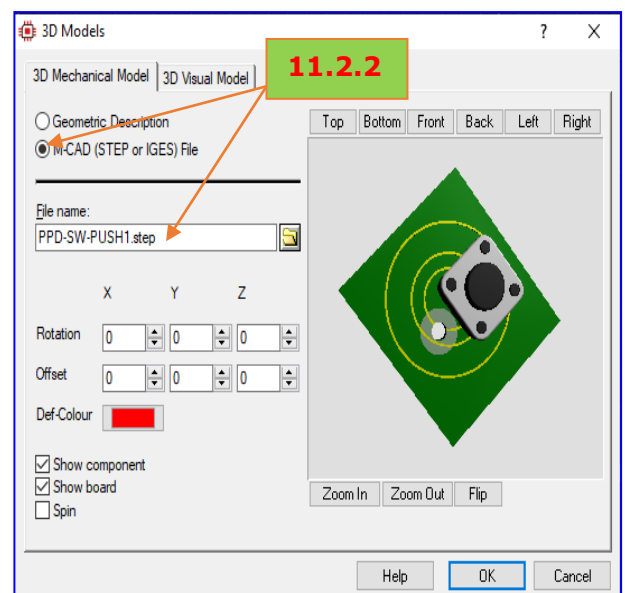 3D Models ? X
11.2.2
3D Mechanical Model 3D Visual Model
Geometric Description
M-CAD (STEP or IGES) File
Top Bottom Front Back Left Right
File name:
PPD-SW-PUSH1.step
X Y Z
Rotation 0 0 0
Offset 0 0 0
Def-Colour
Show component
Show board
Spin
Zoom In Zoom Out Flip
Help OK Cancel